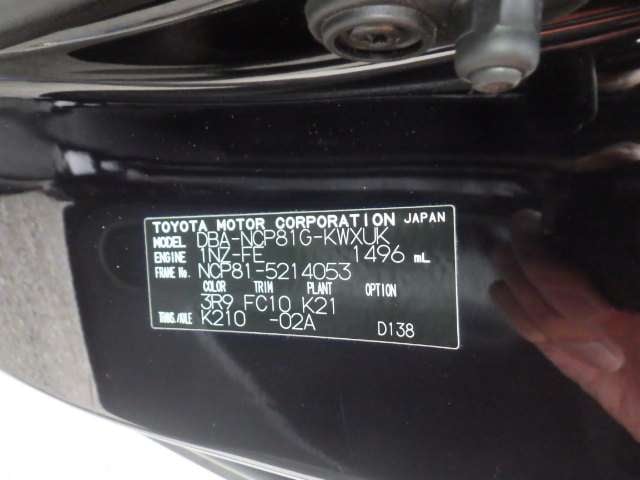 TOYOTA MOTOR CORPORATION JAPAN
MODEL DBA-NCP81G-KWXUK
ENGINE 1NZ-FE 1496 mL
FRAME No. NCP81-5214053
COLOR TRIM PLANT OPTION
3R9 FC10 K21
TRANS./AXLE K210 -02A D138